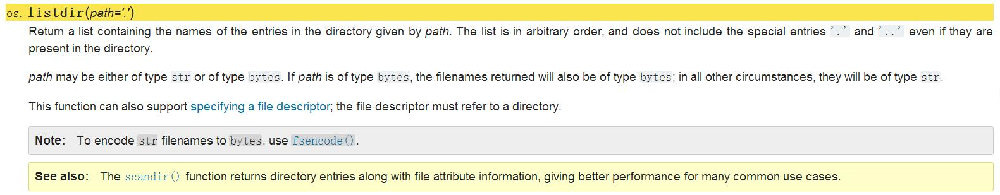 os. listdir(path='.')
Return a list containing the names of the entries in the directory given by path. The list is in arbitrary order, and does not include the special entries '.' and '..' even if they are
present in the directory.
path may be either of type str or of type bytes. If path is of type bytes, the filenames returned will also be of type bytes; in all other circumstances, they will be of type str.
This function can also support specifying a file descriptor; the file descriptor must refer to a directory.
Note: To encode str filenames to bytes, use fsencode().
See also: The scandir() function returns directory entries along with file attribute information, giving better performance for many common use cases.